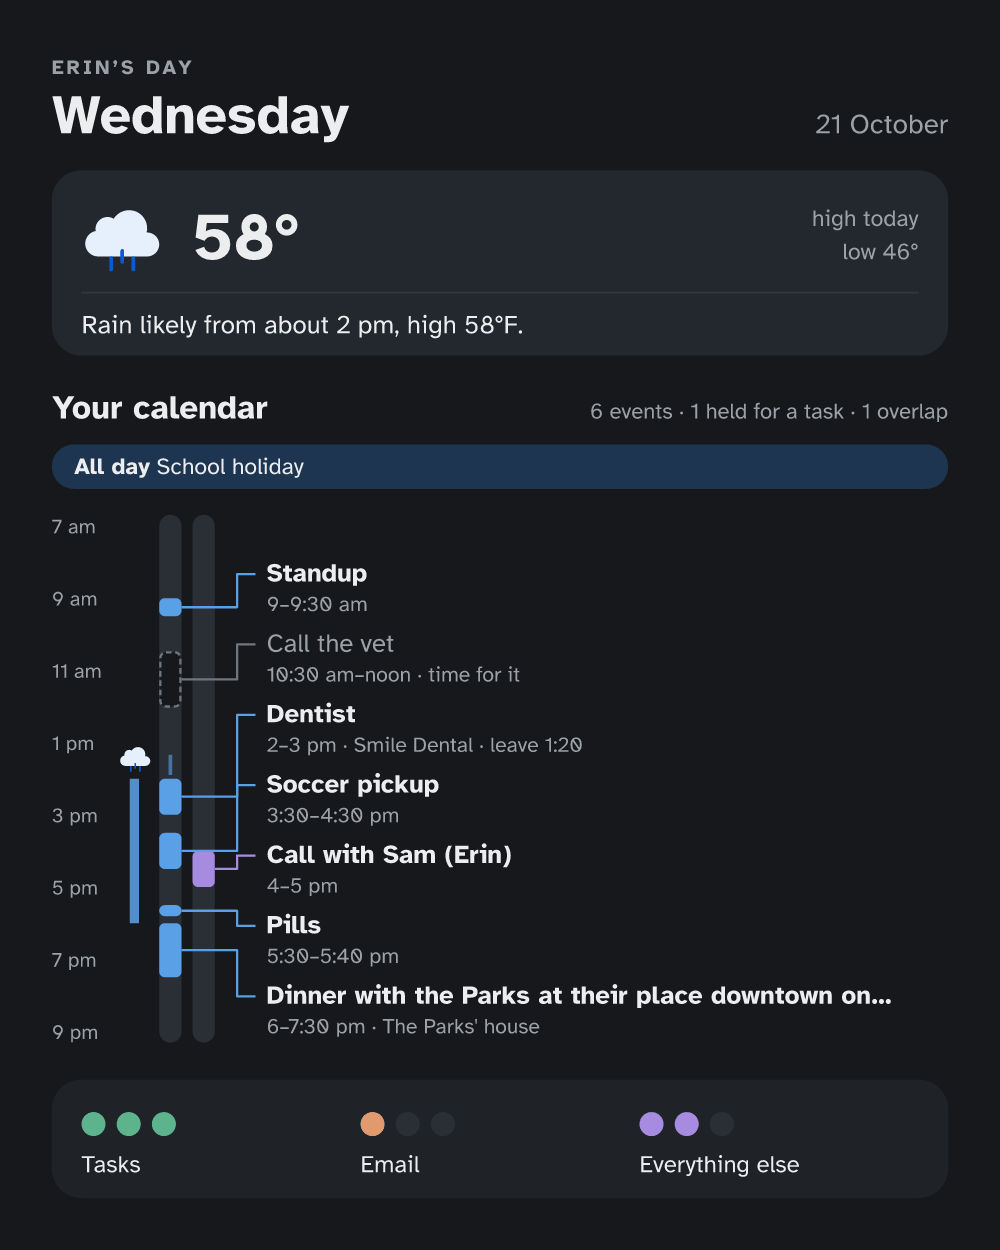 ERIN’S DAY
Wednesday
21 October
58°
high today
low 46°
Rain likely from about 2 pm, high 58°F.
Your calendar
6 events · 1 held for a task · 1 overlap
All day School holiday
7 am
9 am
11 am
1 pm
3 pm
5 pm
7 pm
9 pm
Standup
9–9:30 am
Call the vet
10:30 am–noon · time for it
Dentist
2–3 pm · Smile Dental · leave 1:20
Soccer pickup
3:30–4:30 pm
Call with Sam (Erin)
4–5 pm
Pills
5:30–5:40 pm
Dinner with the Parks at their place downtown on...
6–7:30 pm · The Parks' house
Tasks
Email
Everything else